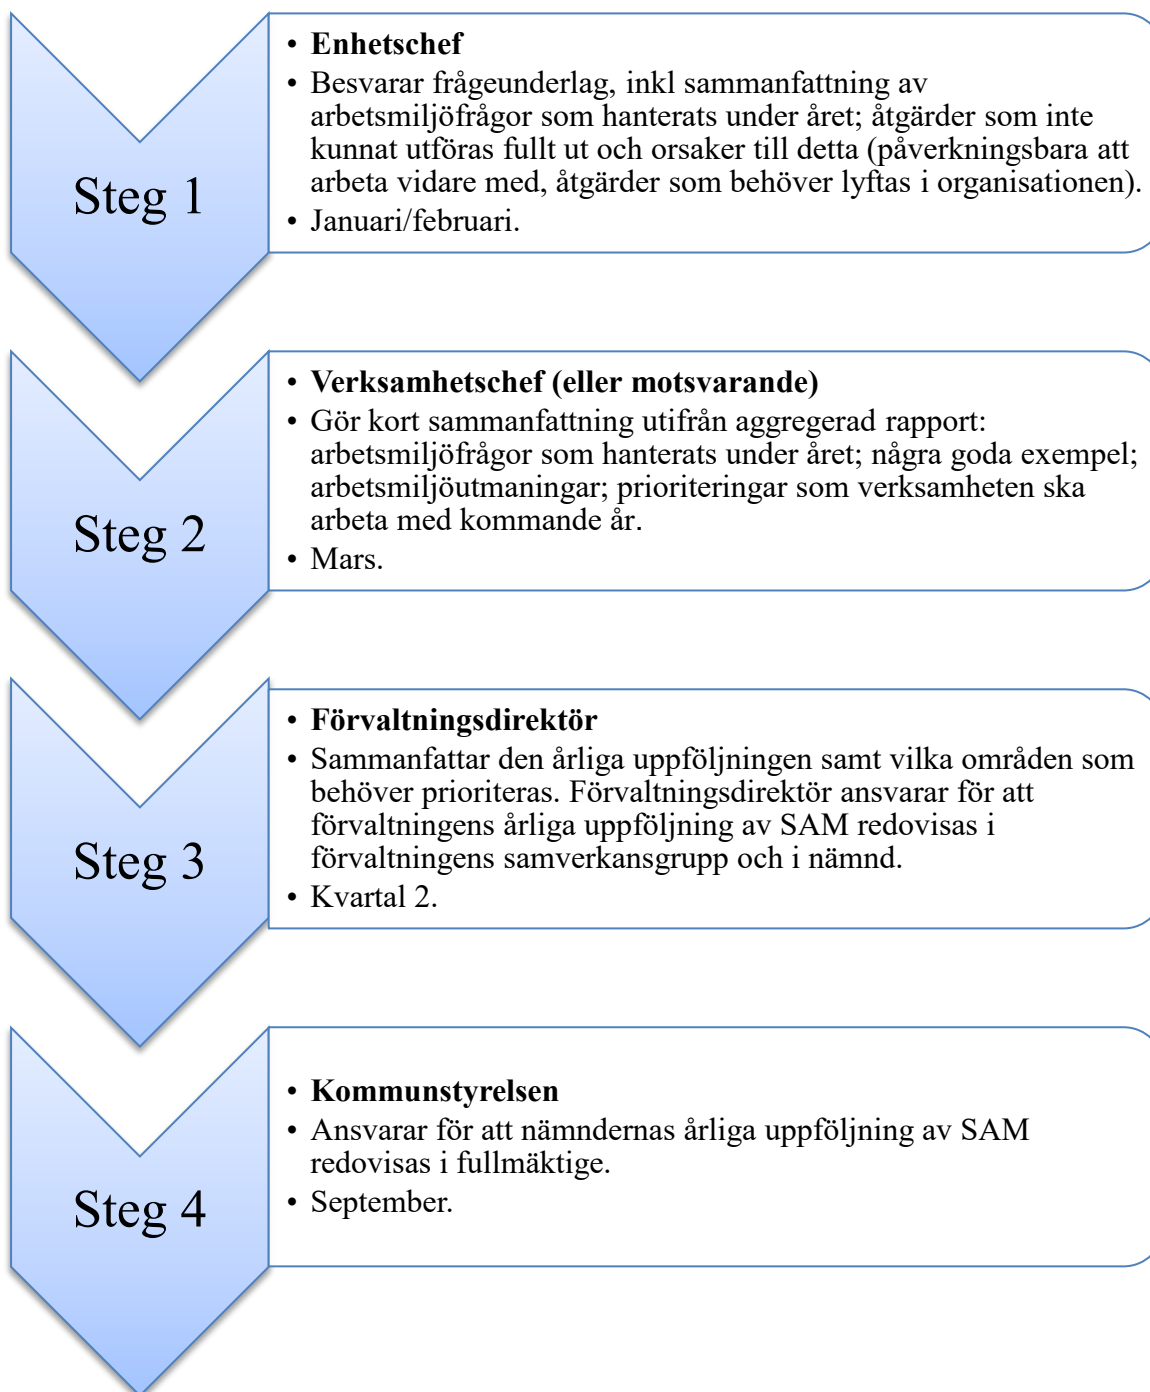 Steg 1
• Enhetschef
• Besvarar frågeunderlag, inkl sammanfattning av
arbetsmiljöfrågor som hanterats under året; åtgärder som inte
kunnat utföras fullt ut och orsaker till detta (påverkningsbara att
arbeta vidare med, åtgärder som behöver lyftas i organisationen).
• Januari/februari.
Steg 2
• Verksamhetschef (eller motsvarande)
• Gör kort sammanfattning utifrån aggregerad rapport:
arbetsmiljöfrågor som hanterats under året; några goda exempel;
arbetsmiljöutmaningar; prioriteringar som verksamheten ska
arbeta med kommande år.
• Mars.
Steg 3
• Förvaltningsdirektör
• Sammanfattar den årliga uppföljningen samt vilka områden som
behöver prioriteras. Förvaltningsdirektör ansvarar för att
förvaltningens årliga uppföljning av SAM redovisas i
förvaltningens samverkansgrupp och i nämnd.
• Kvartal 2.
Steg 4
• Kommunstyrelsen
• Ansvarar för att nämndernas årliga uppföljning av SAM
redovisas i fullmäktige.
• September.